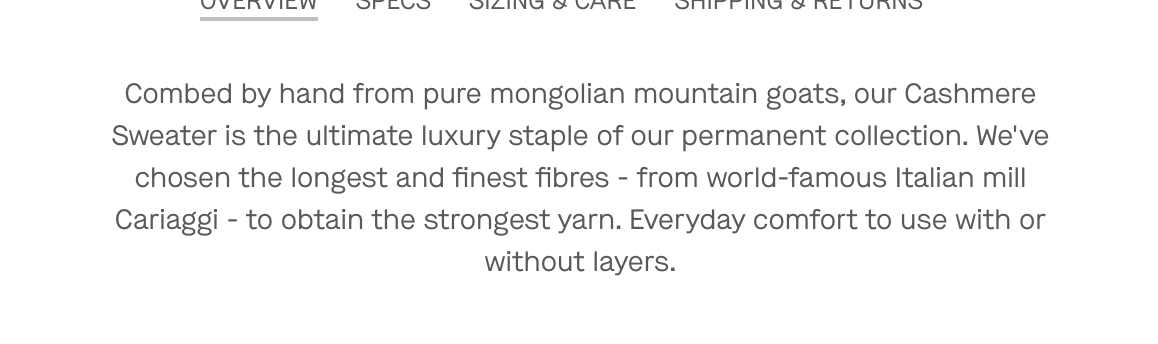 OVERVIEW SPECS SIZING & CARE SHIPPING & RETURNS
Combed by hand from pure mongolian mountain goats, our Cashmere
Sweater is the ultimate luxury staple of our permanent collection. We've
chosen the longest and finest fibres - from world-famous Italian mill
Cariaggi - to obtain the strongest yarn. Everyday comfort to use with or
without layers.